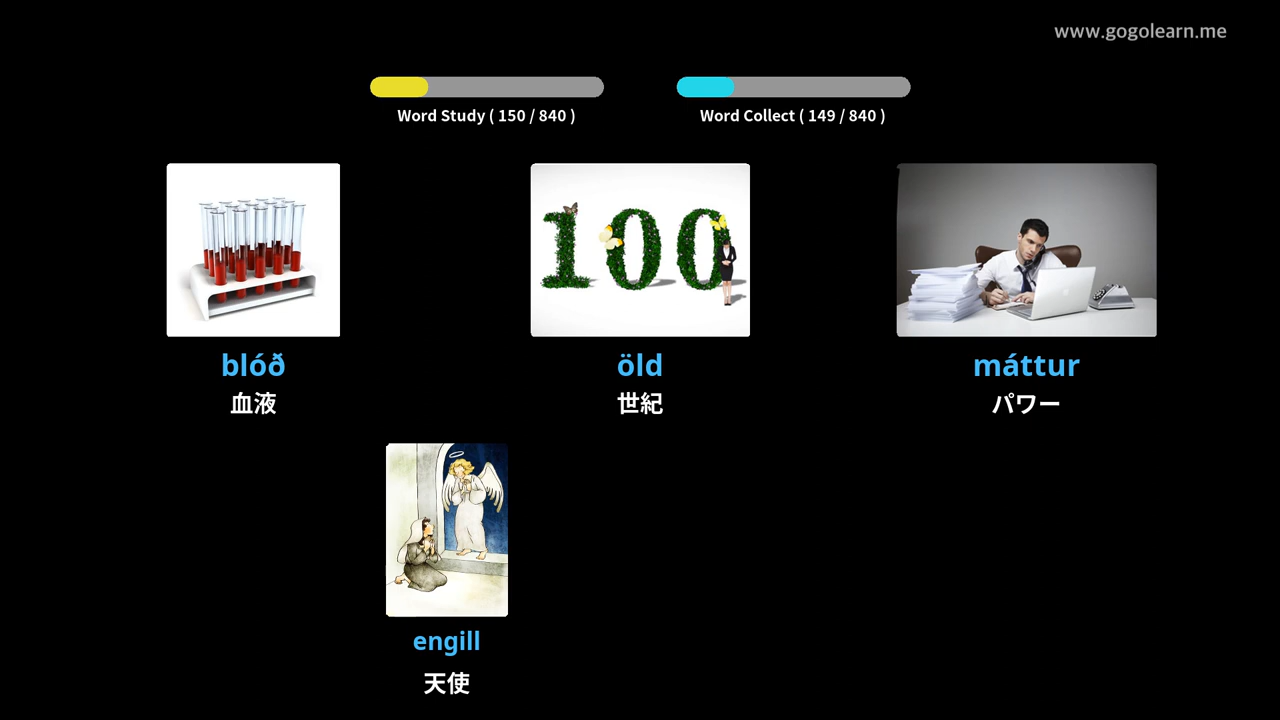 www.gogolearn.me
Word Study ( 150 / 840 )
Word Collect ( 149 / 840 )
100
blóð
血液
öld
世紀
máttur
パワー
engill
天使